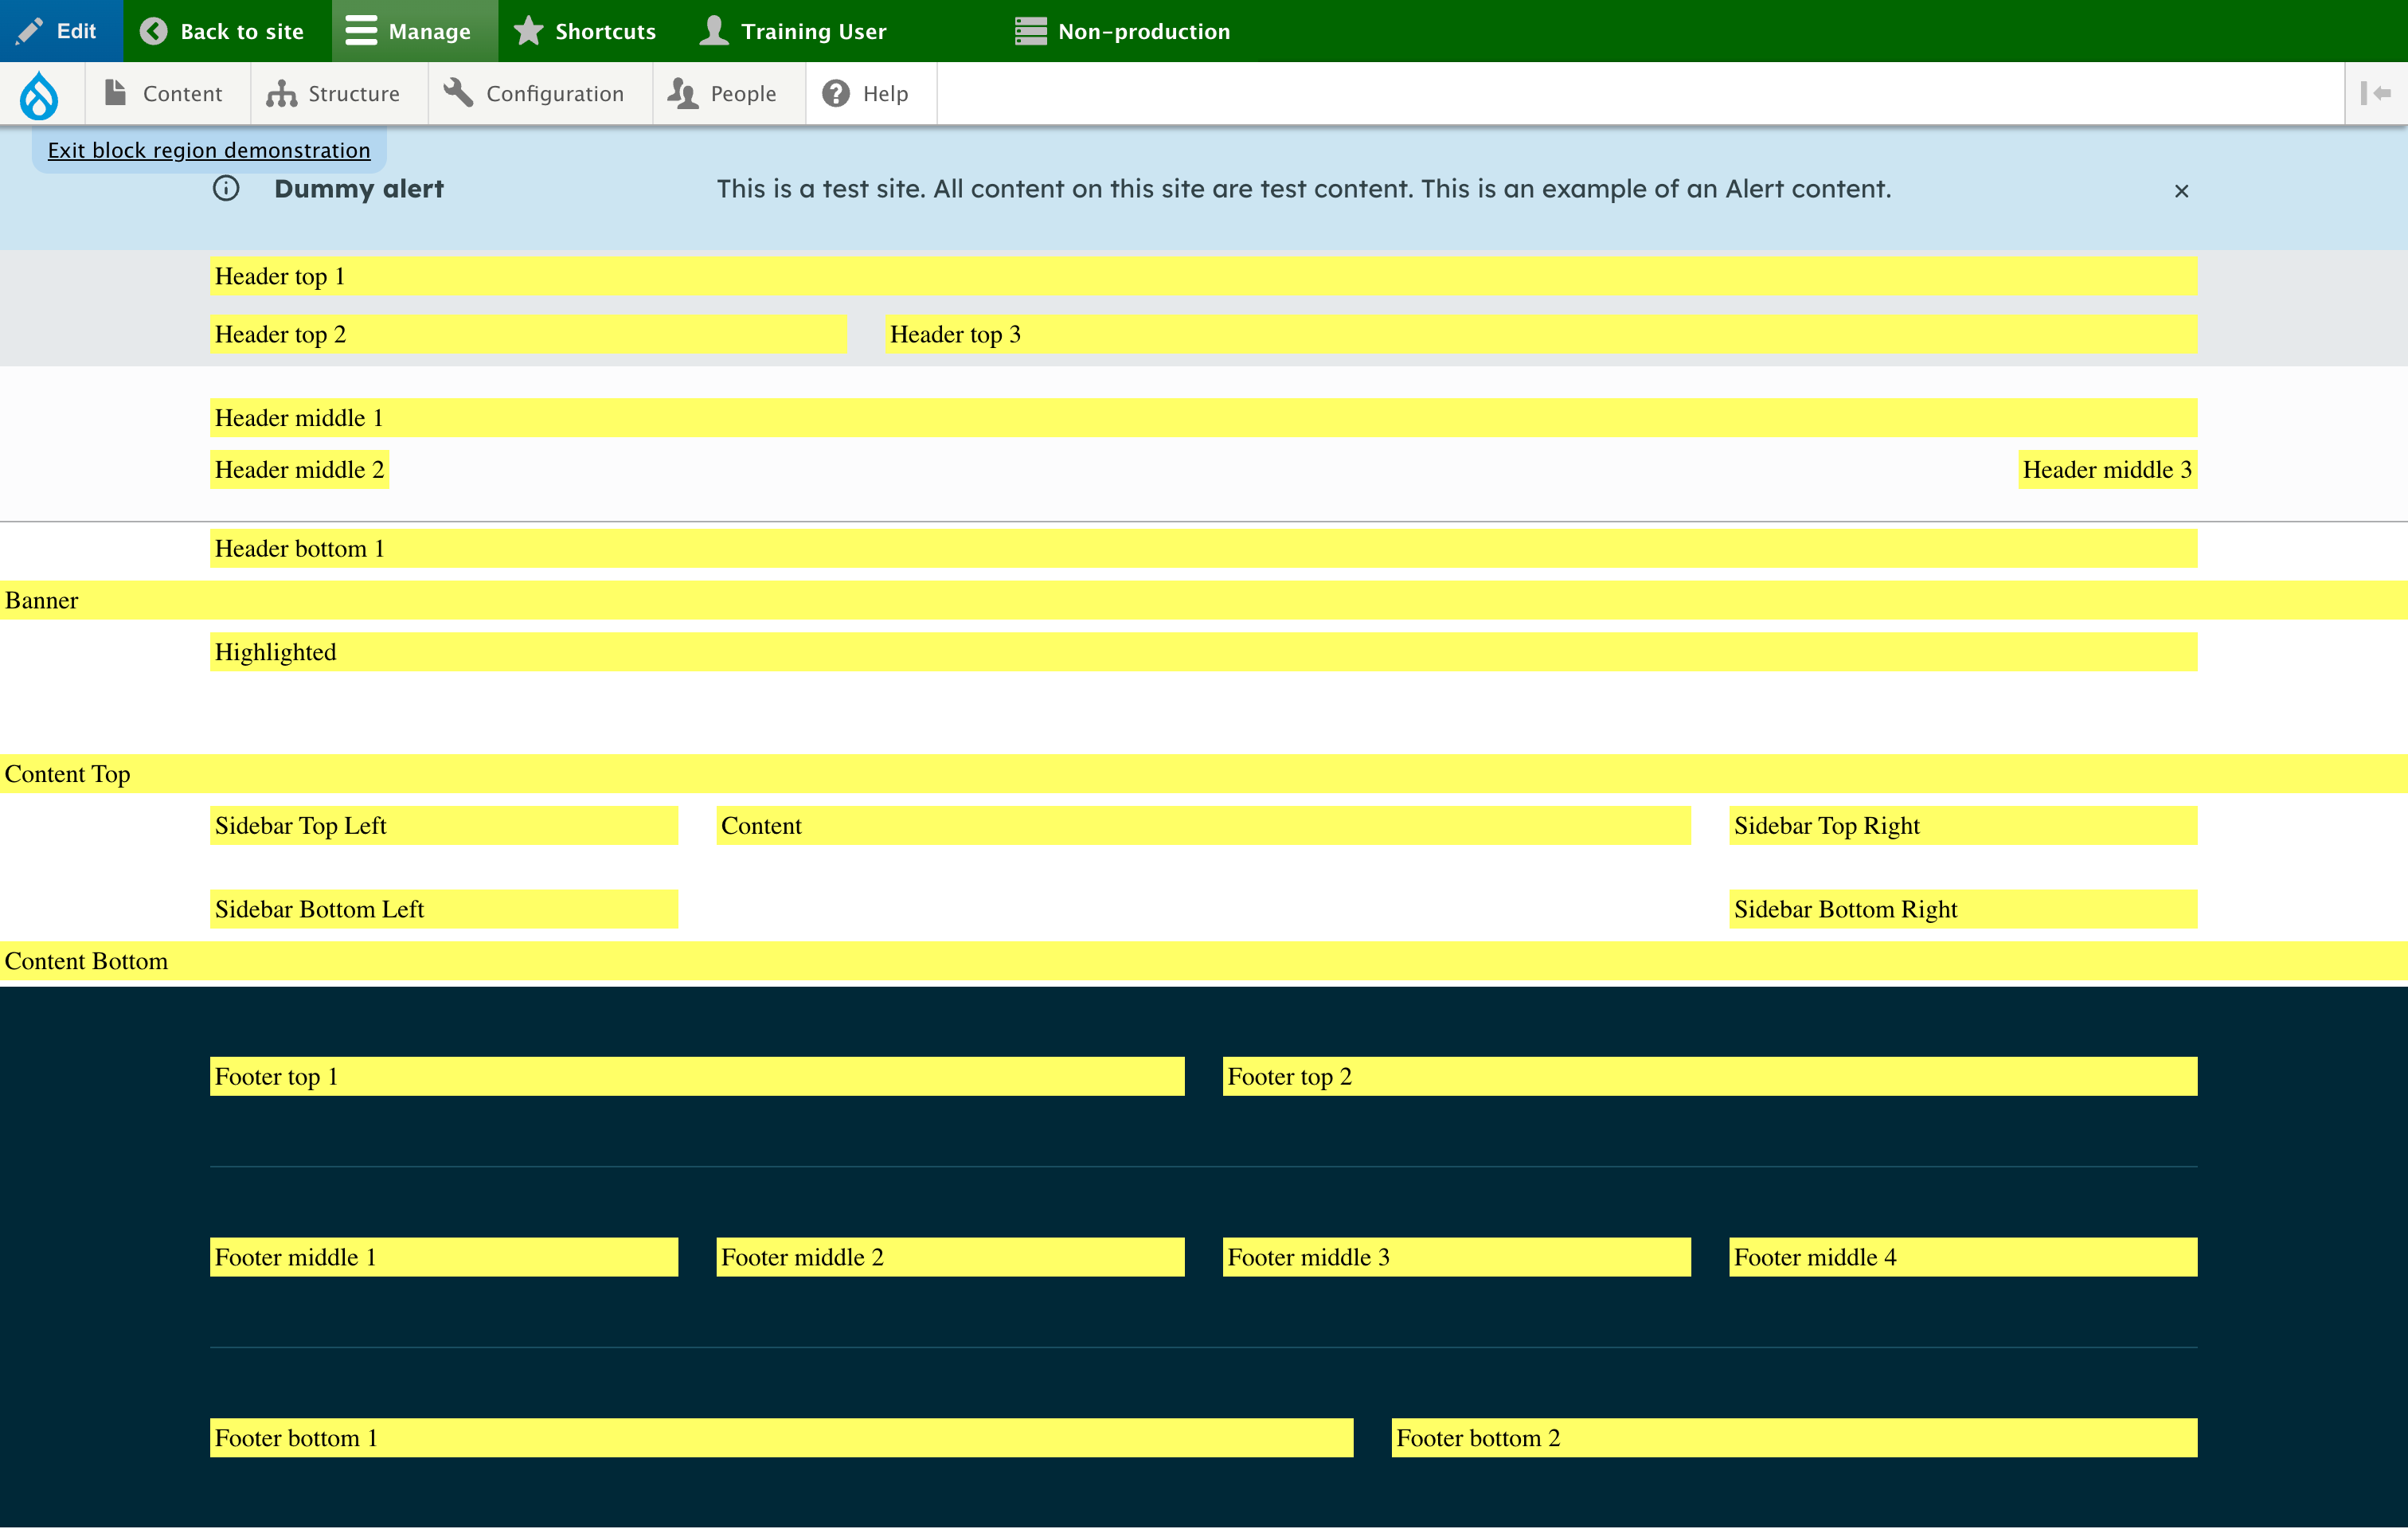 Edit Back to site Manage Shortcuts Training User Non-production
Content Structure Configuration People Help
Exit block region demonstration
Dummy alert This is a test site. All content on this site are test content. This is an example of an Alert content. ×
Header top 1
Header top 2 Header top 3
Header middle 1
Header middle 2 Header middle 3
Header bottom 1
Banner
Highlighted
Content Top
Sidebar Top Left Content Sidebar Top Right
Sidebar Bottom Left Sidebar Bottom Right
Content Bottom
Footer top 1 Footer top 2
Footer middle 1 Footer middle 2 Footer middle 3 Footer middle 4
Footer bottom 1 Footer bottom 2